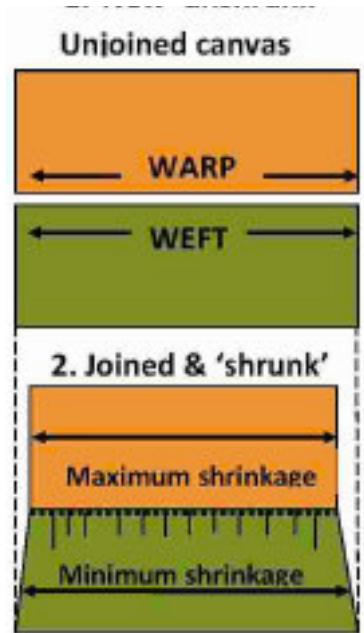 Unjoined canvas
WARP
WEFT
2. Joined & 'shrunk'
Maximum shrinkage
Minimum shrinkage